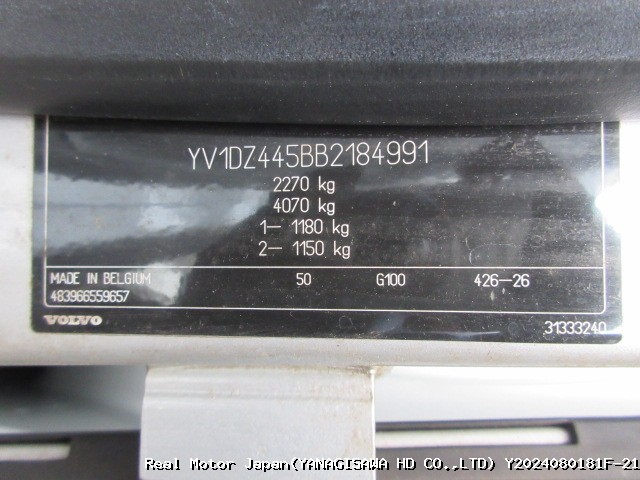 YV1DZ445BB2184991
2270 kg
4070 kg
1– 1180 kg
2– 1150 kg
MADE IN BELGIUM 50 G100 426–26
483966559657
VOLVO 31333240
Real Motor Japan(YANAGISAWA HD CO.,LTD) Y2024080181F-21